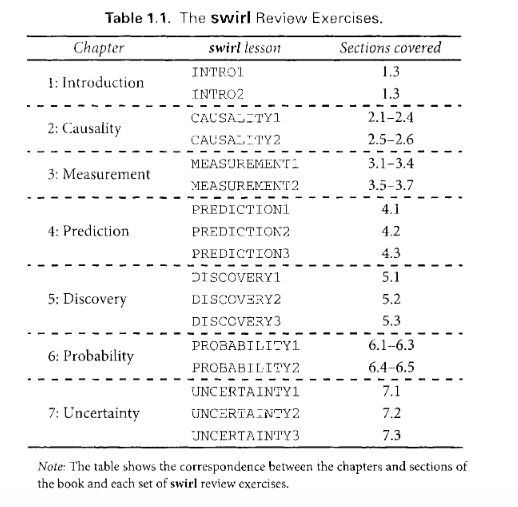 Table 1.1. The swirl Review Exercises.
Chapter swirl lesson Sections covered
1: Introduction INTRO1 1.3
INTRO2 1.3
2: Causality CAUSALITY1 2.1–2.4
CAUSALITY2 2.5–2.6
3: Measurement MEASUREMENT1 3.1–3.4
MEASUREMENT2 3.5–3.7
PREDICTION1 4.1
4: Prediction PREDICTION2 4.2
PREDICTION3 4.3
DISCOVERY1 5.1
5: Discovery DISCOVERY2 5.2
DISCOVERY3 5.3
6: Probability PROBABILITY1 6.1–6.3
PROBABILITY2 6.4–6.5
UNCERTAINTY1 7.1
7: Uncertainty UNCERTAINTY2 7.2
UNCERTAINTY3 7.3
Note: The table shows the correspondence between the chapters and sections of
the book and each set of swirl review exercises.